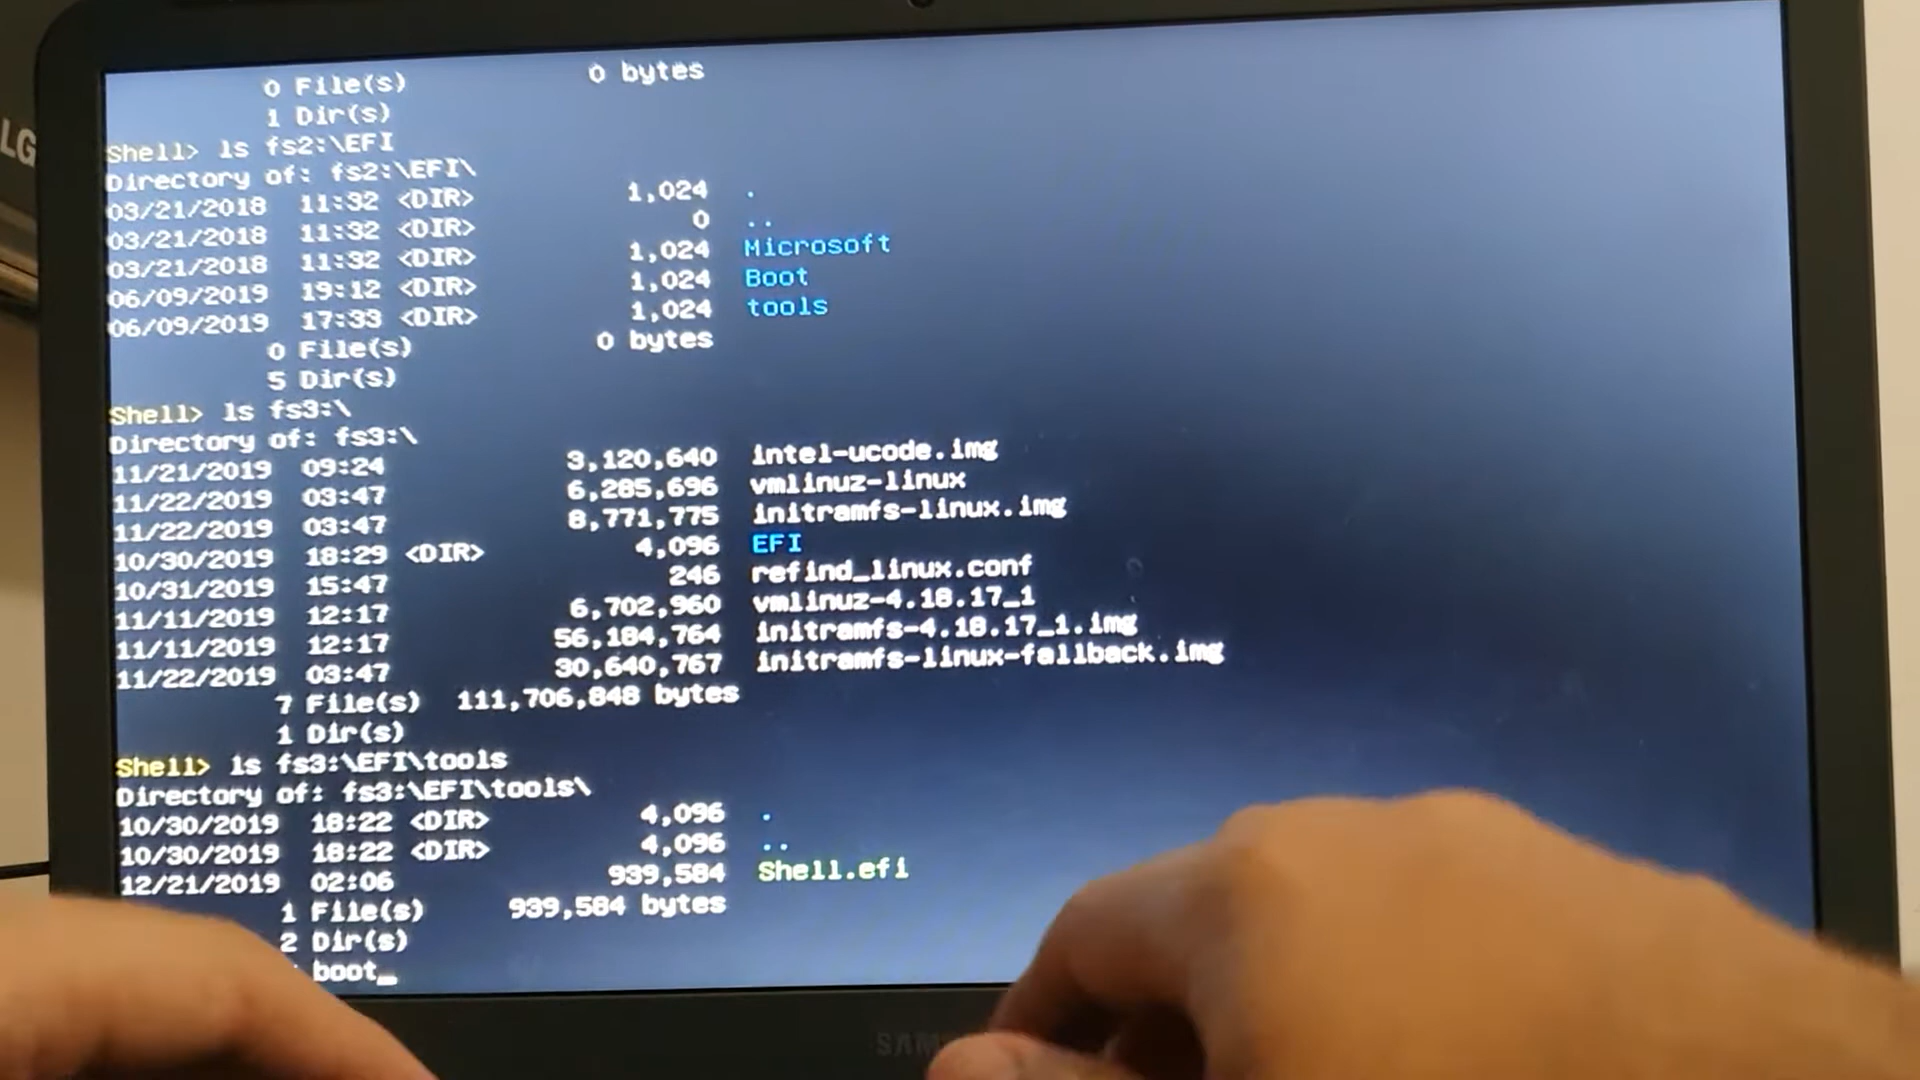 LG
0 File(s) 0 bytes
1 Dir(s)
Shell> ls fs2:\EFI
Directory of: fs2:\EFI\
03/21/2018 11:32 <DIR> 1,024 .
03/21/2018 11:32 <DIR> 0 ..
03/21/2018 11:32 <DIR> 1,024 Microsoft
06/09/2019 19:12 <DIR> 1,024 Boot
06/09/2019 17:33 <DIR> 1,024 tools
0 File(s) 0 bytes
5 Dir(s)
Shell> ls fs3:\
Directory of: fs3:\
11/21/2019 09:24 3,120,640 intel-ucode.img
11/22/2019 03:47 6,285,696 vmlinuz-linux
11/22/2019 03:47 8,771,775 initramfs-linux.img
10/30/2019 18:29 <DIR> 4,096 EFI
10/31/2019 15:47 246 refind_linux.conf
11/11/2019 12:17 6,702,960 vmlinuz-4.18.17_1
11/11/2019 12:17 56,184,764 initramfs-4.18.17_1.img
11/22/2019 03:47 30,640,767 initramfs-linux-fallback.img
7 File(s) 111,706,848 bytes
1 Dir(s)
Shell> ls fs3:\EFI\tools
Directory of: fs3:\EFI\tools\
10/30/2019 18:22 <DIR> 4,096 .
10/30/2019 18:22 <DIR> 4,096 ..
12/21/2019 02:06 939,584 Shell.efi
1 File(s) 939,584 bytes
2 Dir(s)
boot_